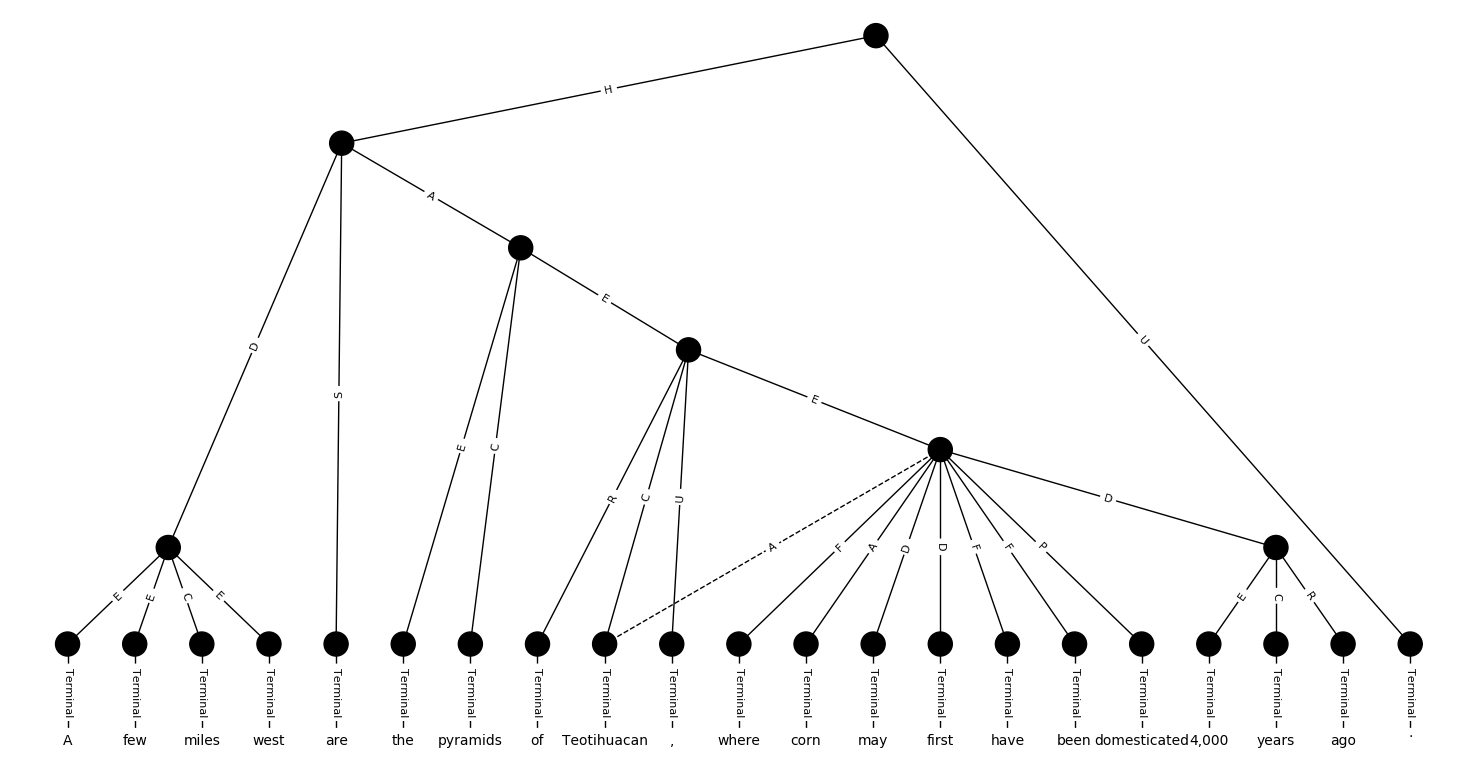 H
A
D
E
U
S
E
E
C
R
C
U
D
A
F
A
D
D
F
F
P
E
E
C
E
E
C
R
Terminal Terminal Terminal Terminal Terminal Terminal Terminal Terminal Terminal Terminal Terminal Terminal Terminal Terminal Terminal Terminal Terminal Terminal Terminal Terminal Terminal
A few miles west are the pyramids of Teotihuacan , where corn may first have been domesticated 4,000 years ago .